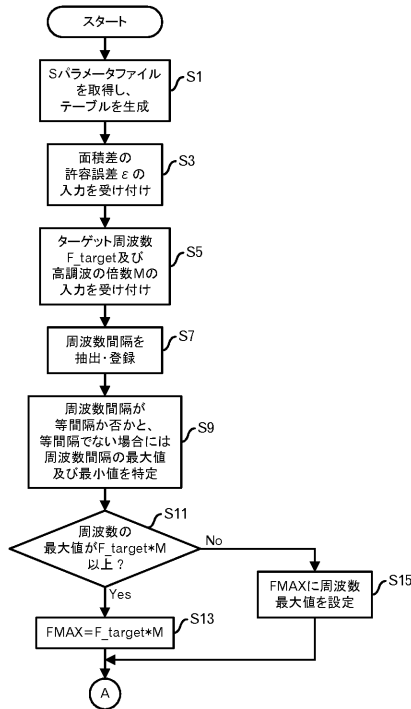 スタート
Sパラメータファイル
を取得し、
テーブルを生成
S1
面積差の
許容誤差εの
入力を受け付け
S3
ターゲット周波数
F_target及び
高調波の倍数Mの
入力を受け付け
S5
周波数間隔を
抽出・登録
S7
周波数間隔が
等間隔か否かと、
等間隔でない場合には
周波数間隔の最大値
及び最小値を特定
S9
周波数の
最大値がF_target*M
以上?
S11
No
Yes
FMAXに周波数
最大値を設定
S15
FMAX=F_target*M
S13
A